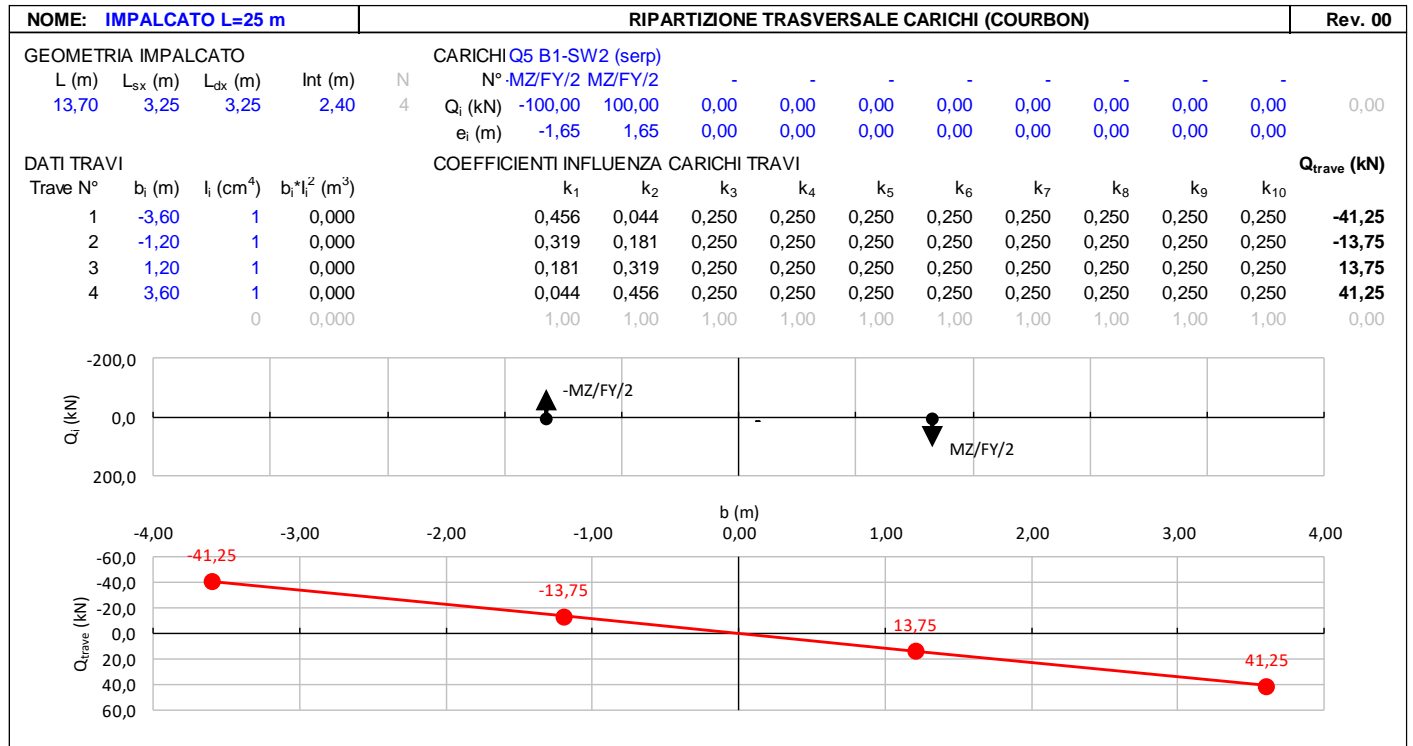 NOME: IMPALCATO L=25 m RIPARTIZIONE TRASVERSALE CARICHI (COURBON) Rev. 00
GEOMETRIA IMPALCATO CARICHI Q5 B1-SW2 (serp)
L (m) Lsx (m) Ldx (m) Int (m) N N° -MZ/FY/2 MZ/FY/2 - - - - - - - -
13,70 3,25 3,25 2,40 4 Qi (kN) -100,00 100,00 0,00 0,00 0,00 0,00 0,00 0,00 0,00 0,00 0,00
ei (m) -1,65 1,65 0,00 0,00 0,00 0,00 0,00 0,00 0,00 0,00
DATI TRAVI COEFFICIENTI INFLUENZA CARICHI TRAVI Qtrave (kN)
Trave N° bi (m) Ii (cm⁴) bi*Ii² (m³) k1 k2 k3 k4 k5 k6 k7 k8 k9 k10
1 -3,60 1 0,000 0,456 0,044 0,250 0,250 0,250 0,250 0,250 0,250 0,250 0,250 -41,25
2 -1,20 1 0,000 0,319 0,181 0,250 0,250 0,250 0,250 0,250 0,250 0,250 0,250 -13,75
3 1,20 1 0,000 0,181 0,319 0,250 0,250 0,250 0,250 0,250 0,250 0,250 0,250 13,75
4 3,60 1 0,000 0,044 0,456 0,250 0,250 0,250 0,250 0,250 0,250 0,250 0,250 41,25
0 0,000 1,00 1,00 1,00 1,00 1,00 1,00 1,00 1,00 1,00 1,00 0,00
-200,0
-MZ/FY/2
Qi (kN)
0,0
-
MZ/FY/2
200,0
b (m)
-4,00 -3,00 -2,00 -1,00 0,00 1,00 2,00 3,00 4,00
-60,0
-41,25
-40,0
-13,75
-20,0
Qtrave (kN)
0,0
13,75
20,0
41,25
40,0
60,0